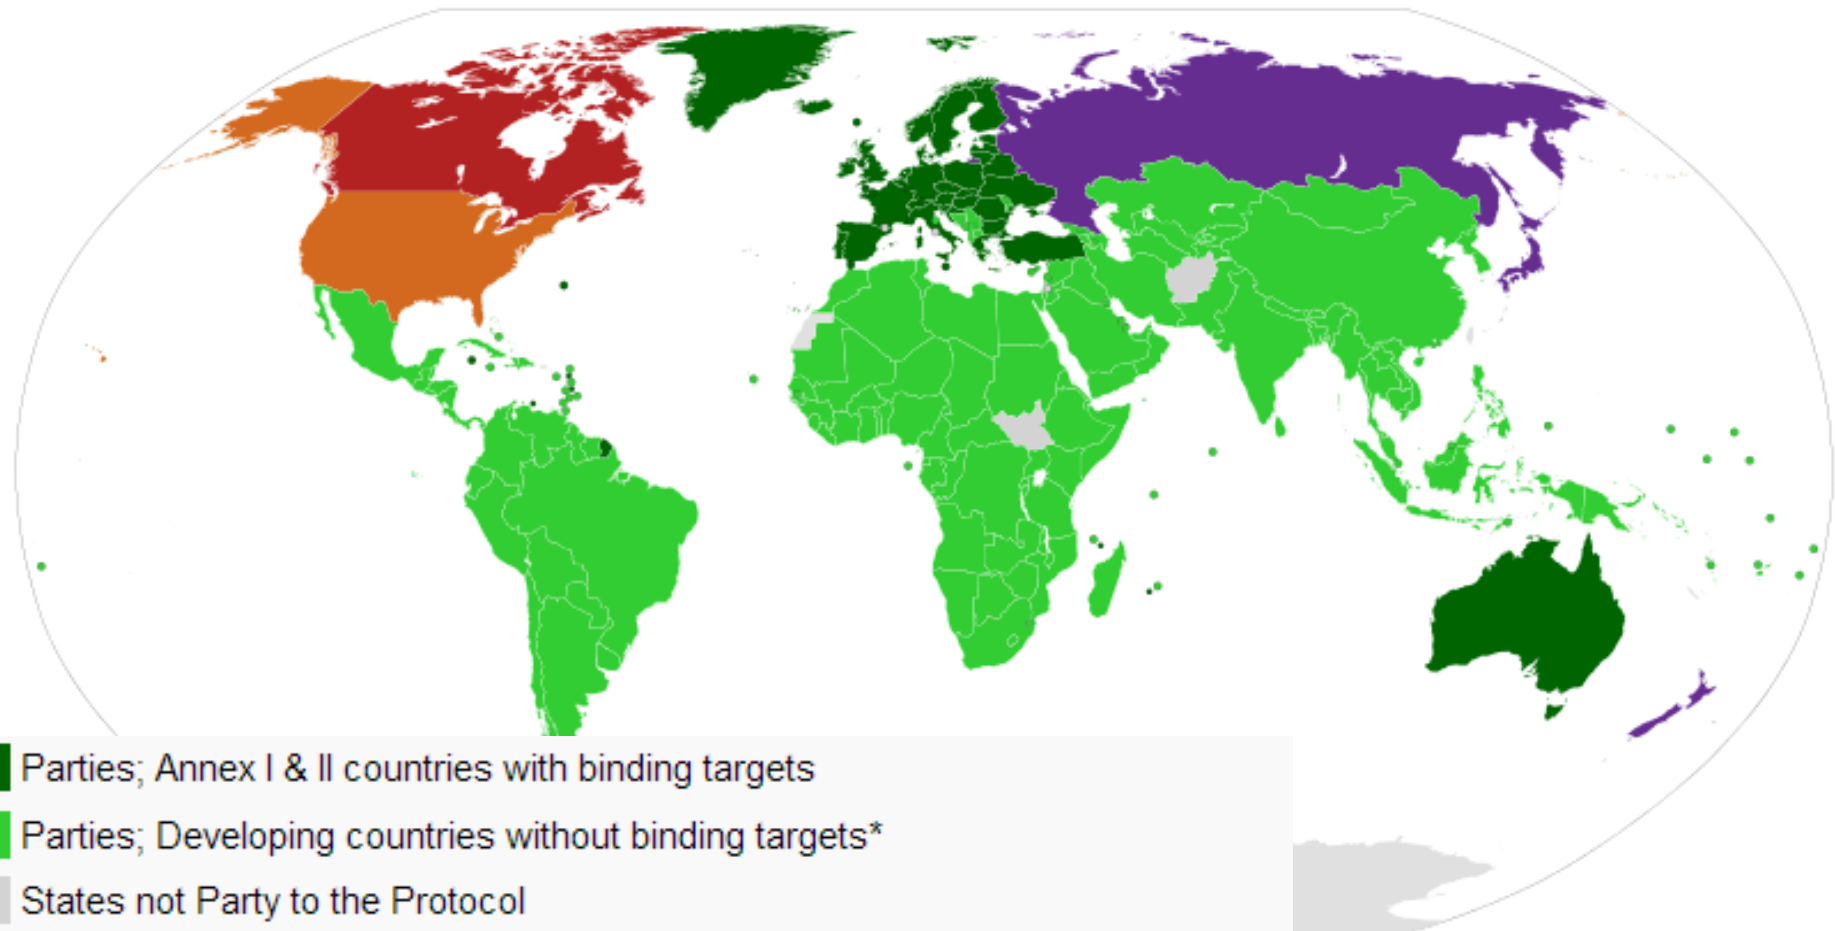 Parties; Annex I & II countries with binding targets
Parties; Developing countries without binding targets*
States not Party to the Protocol